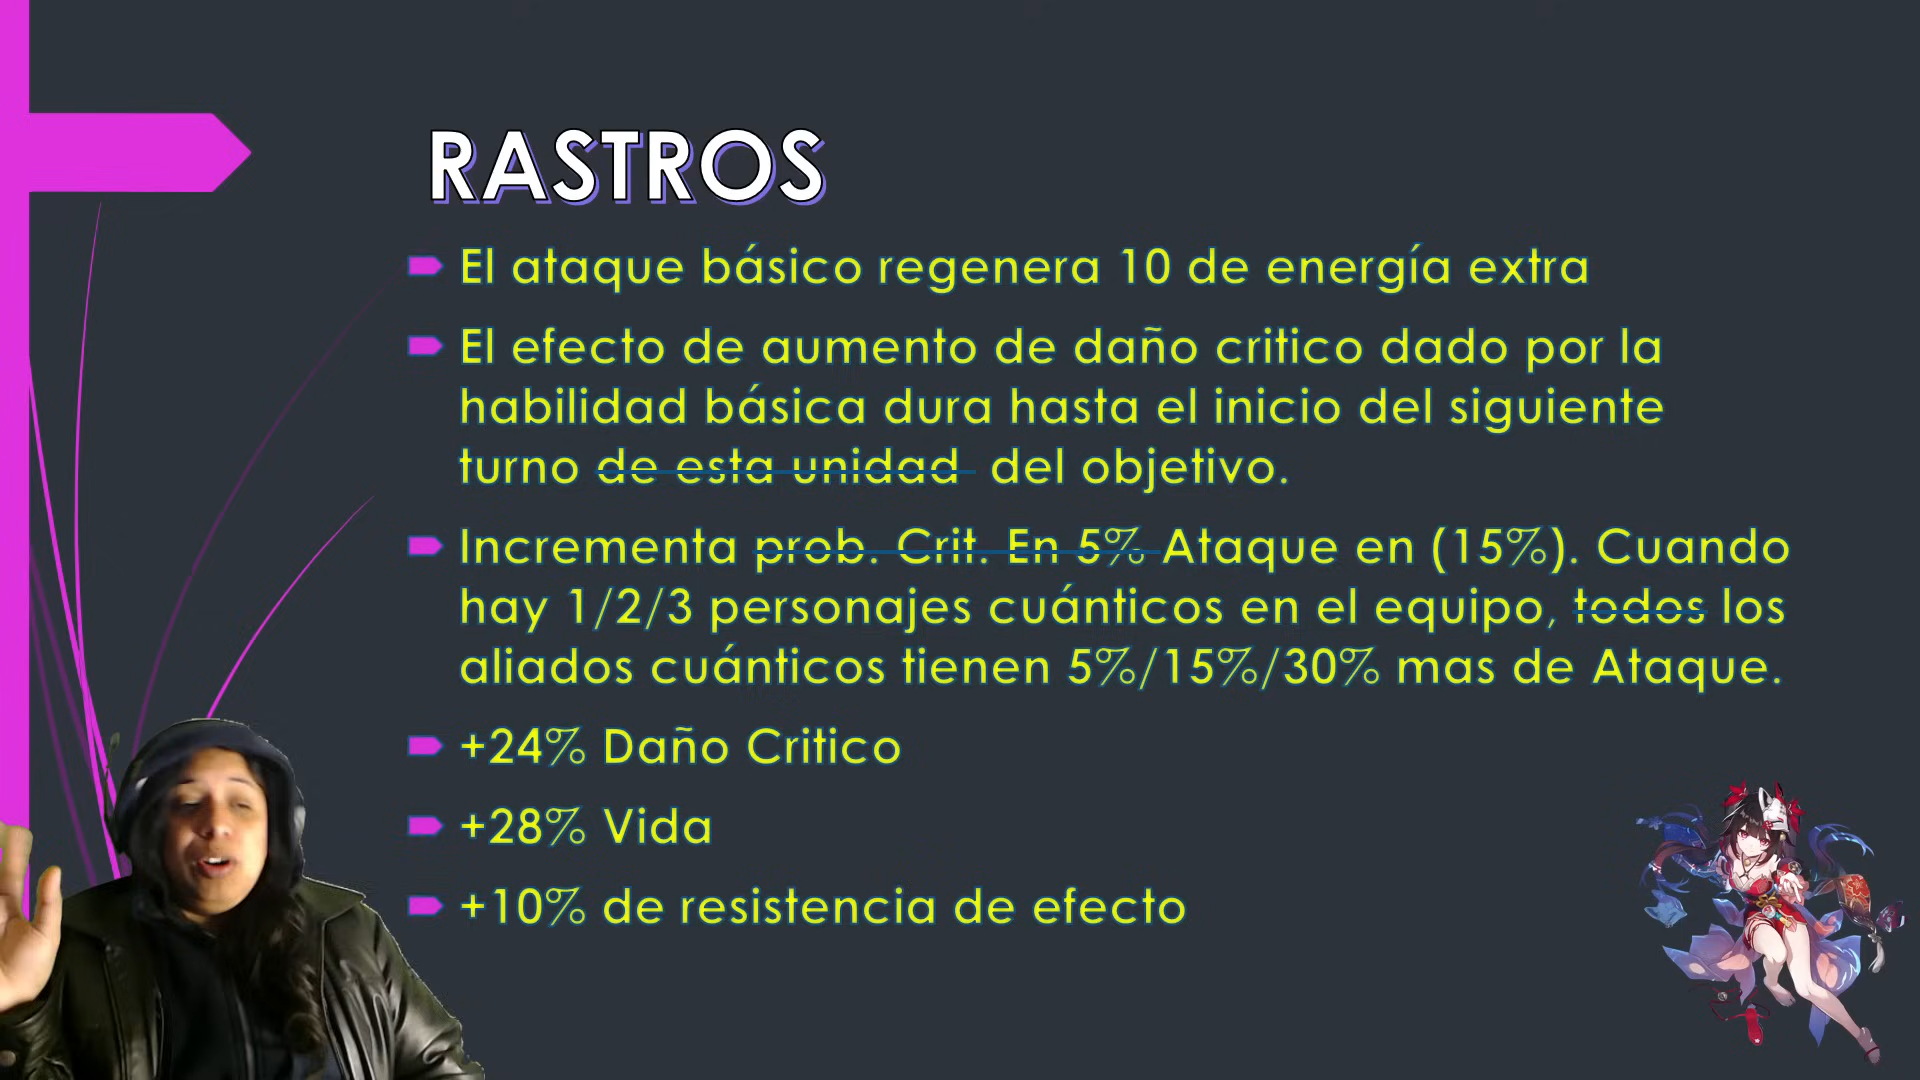 RASTROS
El ataque básico regenera 10 de energía extra
El efecto de aumento de daño critico dado por la
habilidad básica dura hasta el inicio del siguiente
turno de esta unidad del objetivo.
Incrementa prob. Crit. En 5% Ataque en (15%). Cuando
hay 1/2/3 personajes cuánticos en el equipo, todos los
aliados cuánticos tienen 5%/15%/30% mas de Ataque.
+24% Daño Critico
+28% Vida
+10% de resistencia de efecto